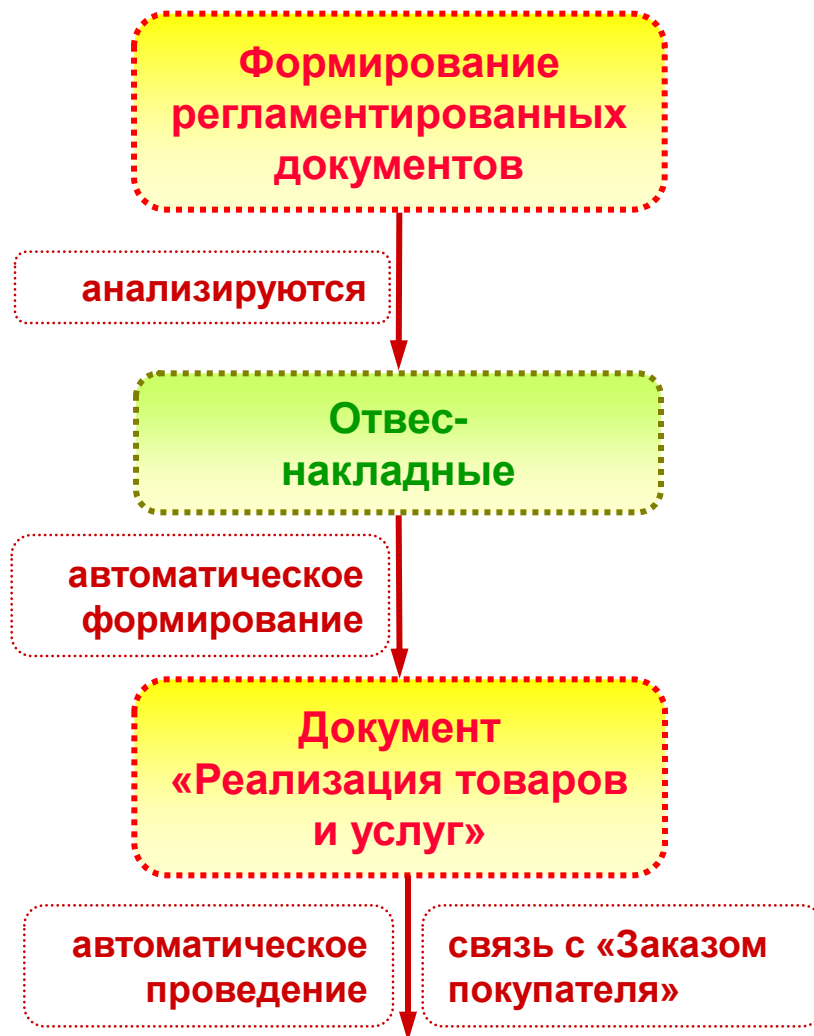 Формирование
регламентированных
документов
анализируются
Отвес-
накладные
автоматическое
формирование
Документ
«Реализация товаров
и услуг»
автоматическое
проведение
связь с «Заказом
покупателя»